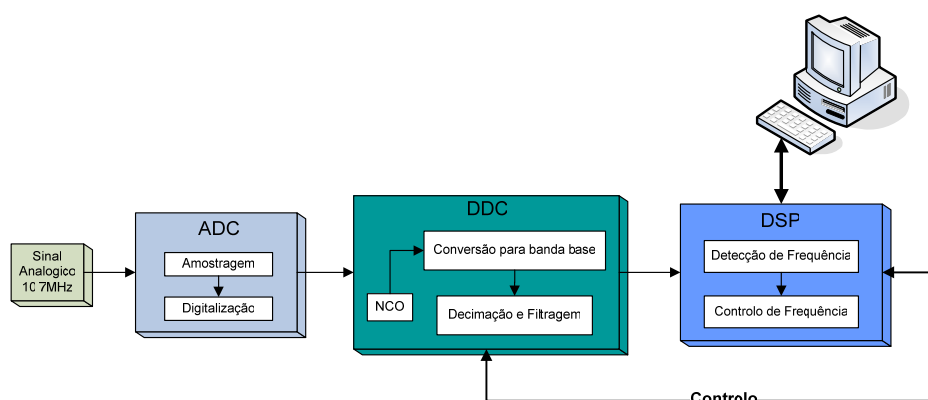 Sinal
Analogico
10.7MHz
ADC
Amostragem
Digitalização
DDC
Conversão para banda base
NCO
Decimação e Filtragem
DSP
Detecção de Frequência
Controlo de Frequência
Controlo